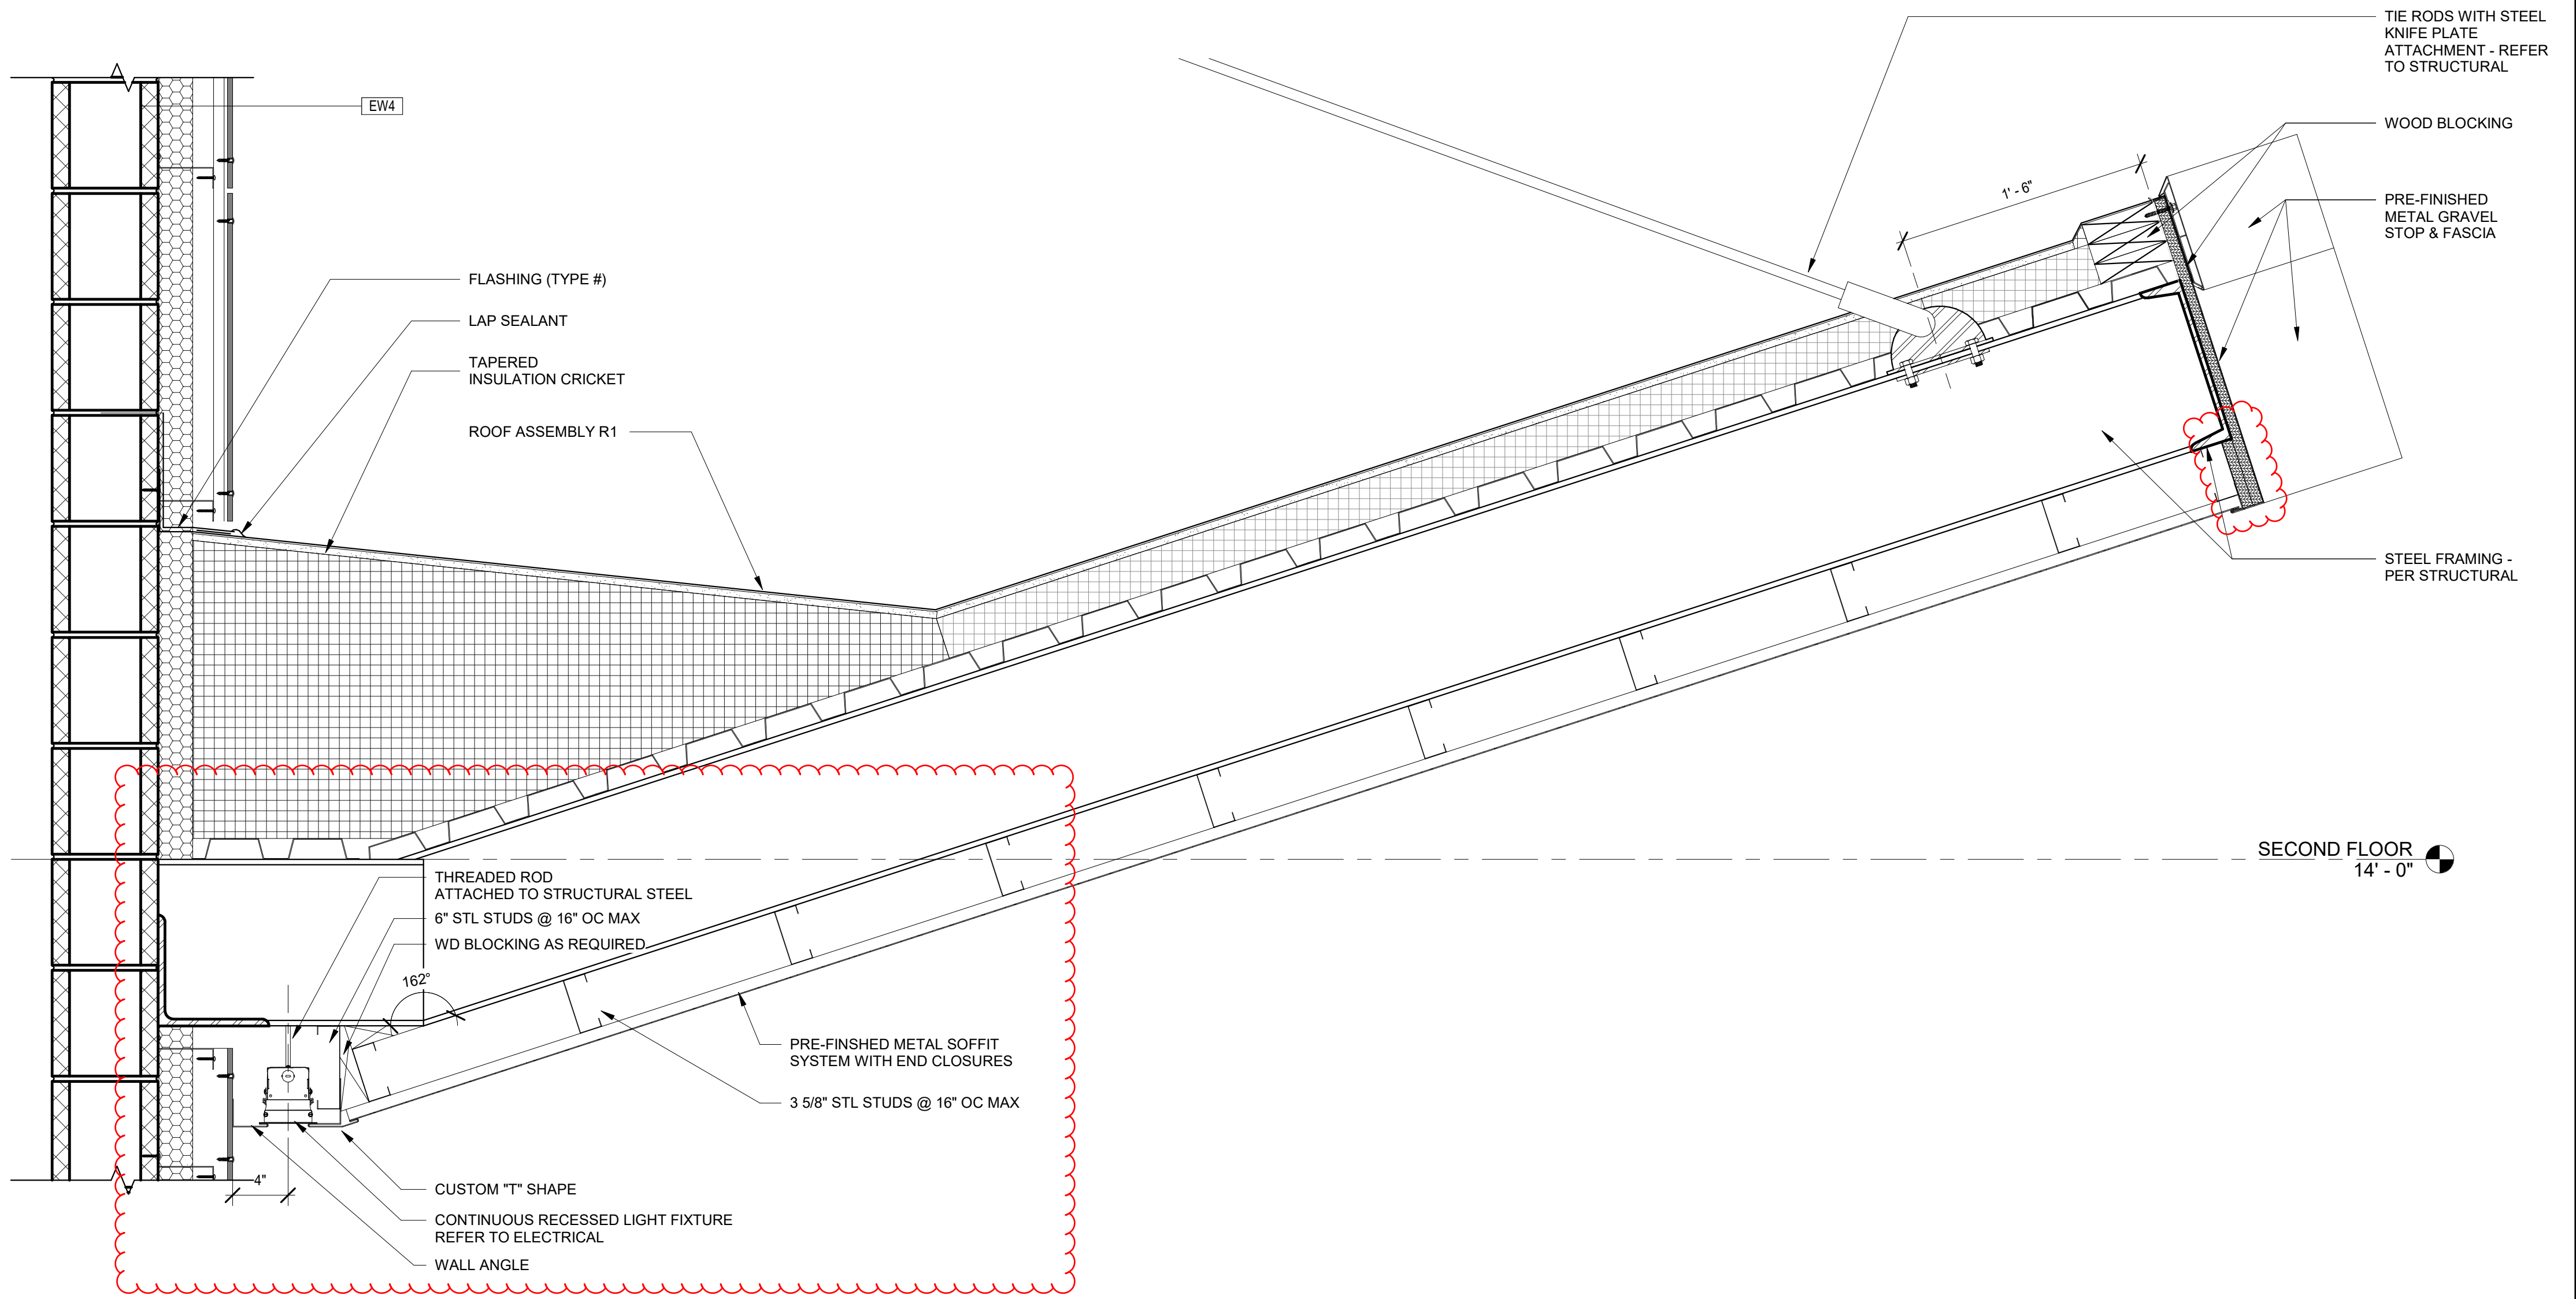 TIE RODS WITH STEEL
KNIFE PLATE
ATTACHMENT - REFER
TO STRUCTURAL
EW4
WOOD BLOCKING
1' - 6"
PRE-FINISHED
METAL GRAVEL
STOP & FASCIA
FLASHING (TYPE #)
LAP SEALANT
TAPERED
INSULATION CRICKET
ROOF ASSEMBLY R1
STEEL FRAMING -
PER STRUCTURAL
SECOND FLOOR
14' - 0"
THREADED ROD
ATTACHED TO STRUCTURAL STEEL
6" STL STUDS @ 16" OC MAX
WD BLOCKING AS REQUIRED
162°
PRE-FINSHED METAL SOFFIT
SYSTEM WITH END CLOSURES
3 5/8" STL STUDS @ 16" OC MAX
4"
CUSTOM "T" SHAPE
CONTINUOUS RECESSED LIGHT FIXTURE
REFER TO ELECTRICAL
WALL ANGLE